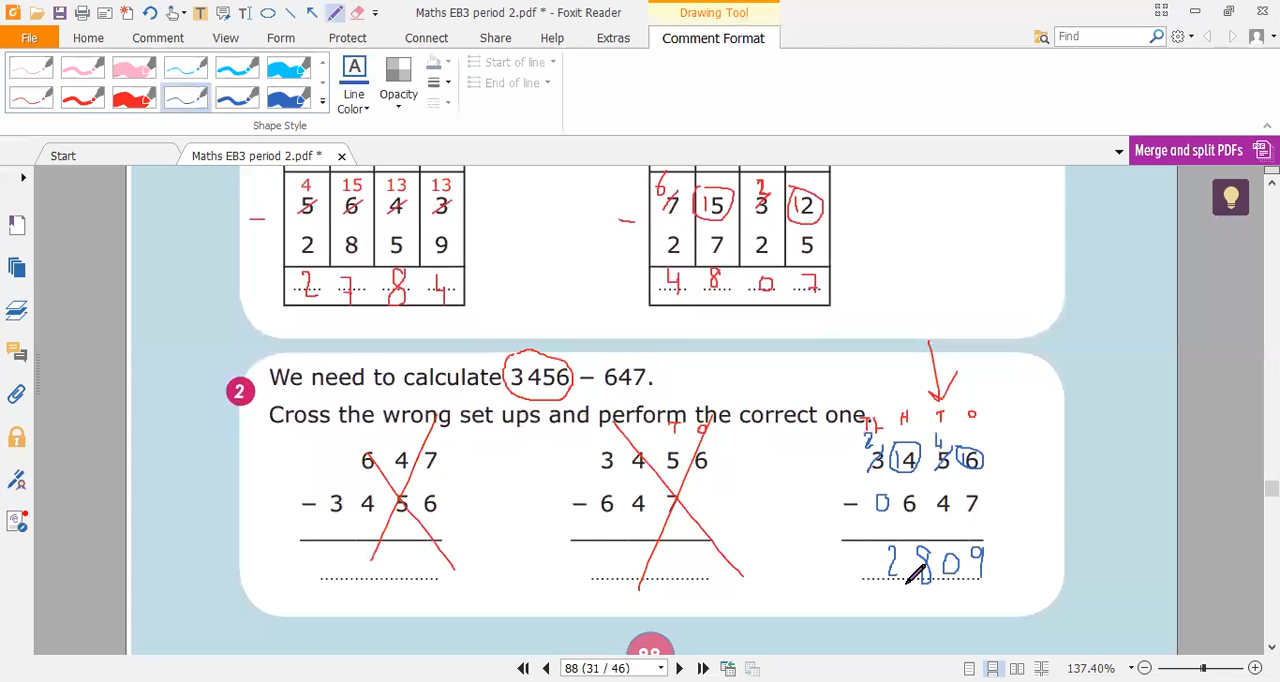 Maths EB3 period 2.pdf * - Foxit Reader
Drawing Tool
File Home Comment View Form Protect Connect Share Help Extras Comment Format
Find
Line Color
Opacity
Start of line
End of line
Shape Style
Start
Maths EB3 period 2.pdf *
Merge and split PDFs
4 15 13 13
5 6 4 3
− 2 8 5 9
2 7 8 4
6 2
7 15 3 12
− 2 7 2 5
4 8 0 7
2
We need to calculate 3 456 − 647.
Cross the wrong set ups and perform the correct one.
T O
Th H T O
2 4
6 4 7
− 3 4 5 6
3 4 5 6
− 6 4 7
3 14 5 16
− 0 6 4 7
2 8 0 9
88
88 (31 / 46)
137.40%